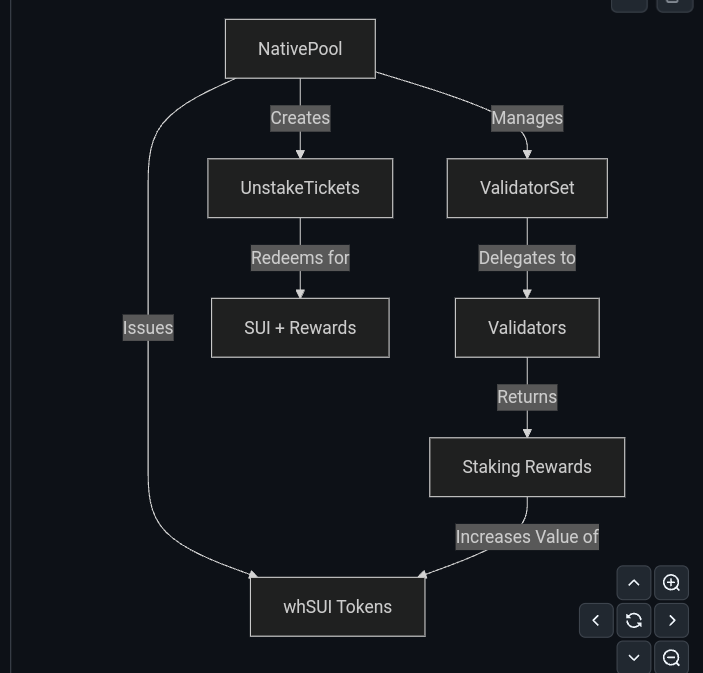 NativePool
Creates
Manages
UnstakeTickets
ValidatorSet
Redeems for
Delegates to
Issues
SUI + Rewards
Validators
Returns
Staking Rewards
Increases Value of
whSUI Tokens